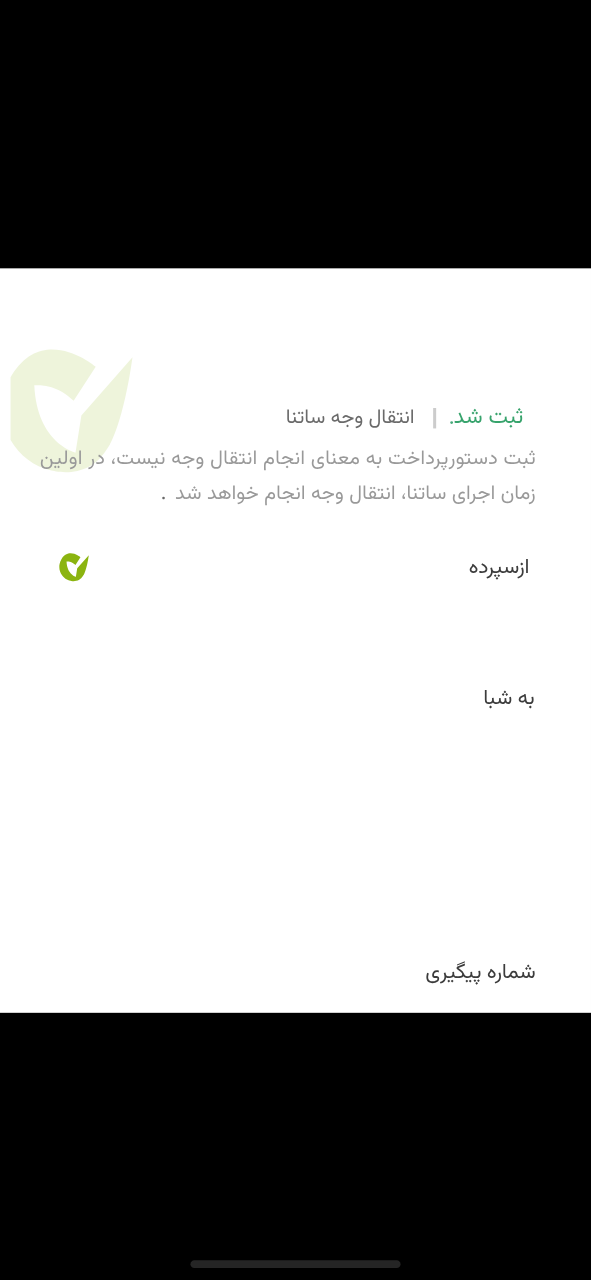 ثبت شد. | انتقال وجه ساتنا
ثبت دستورپرداخت به معنای انجام انتقال وجه نیست، در اولین
زمان اجرای ساتنا، انتقال وجه انجام خواهد شد .
ازسپرده
به شبا
شماره پیگیری